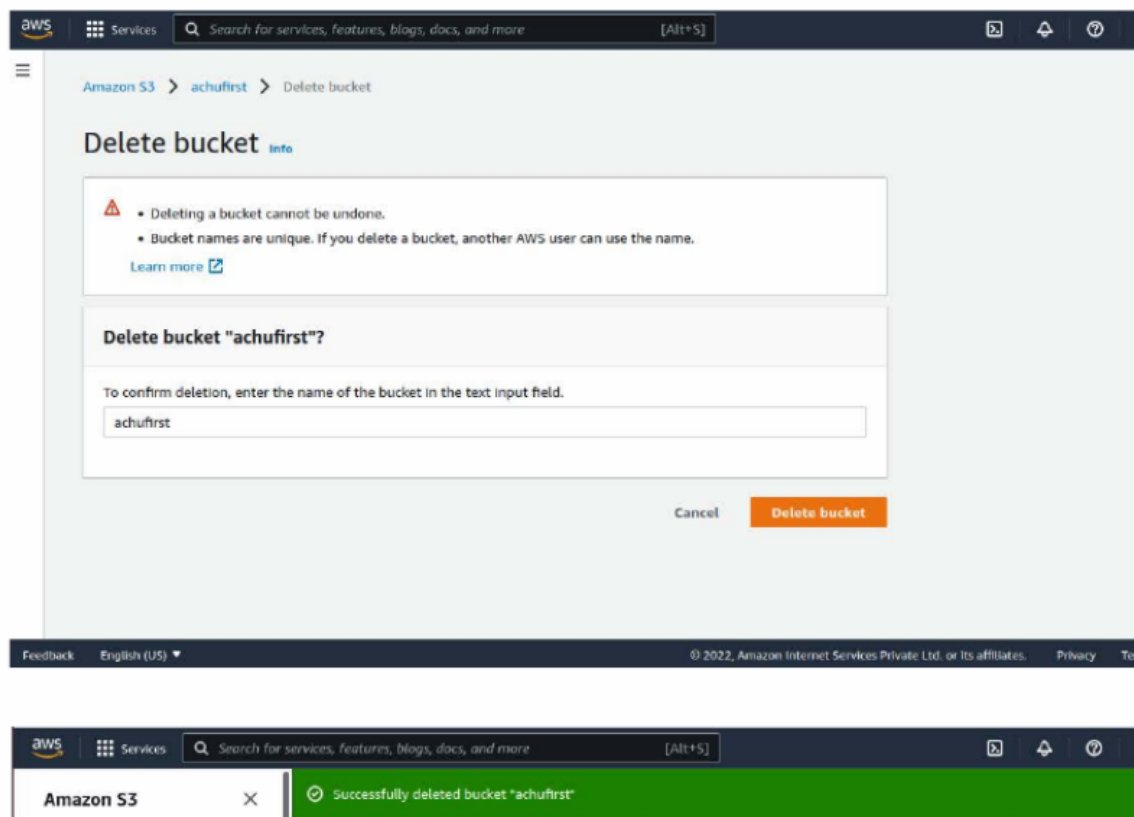 aws Services Search for services, features, blogs, docs, and more [Alt+S]
Amazon S3 > achufirst > Delete bucket
Delete bucket Info
• Deleting a bucket cannot be undone.
• Bucket names are unique. If you delete a bucket, another AWS user can use the name.
Learn more
Delete bucket "achufirst"?
To confirm deletion, enter the name of the bucket in the text input field.
achufirst
Cancel Delete bucket
Feedback English (US) © 2022, Amazon Internet Services Private Ltd. or its affiliates. Privacy Te
aws Services Search for services, features, blogs, docs, and more [Alt+S]
Amazon S3 Successfully deleted bucket "achufirst"